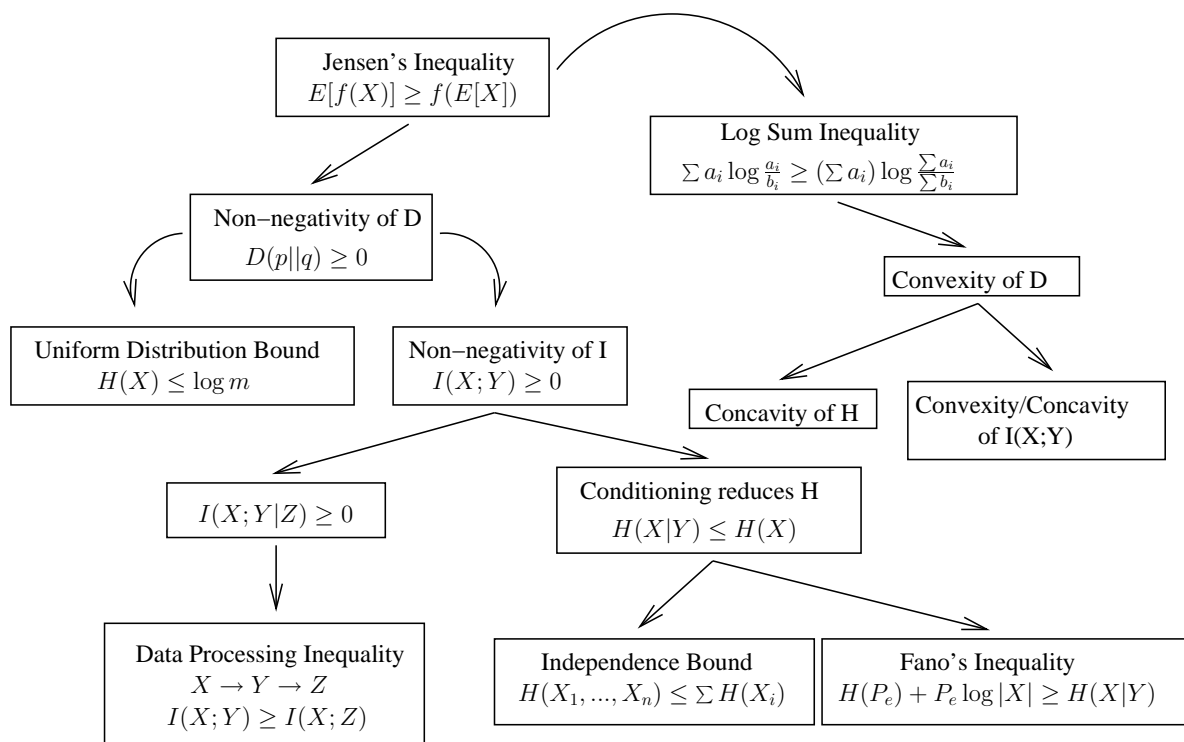 Jensen's Inequality
E[f(X)] ≥ f(E[X])
Log Sum Inequality
∑ a_i log \frac{a_i}{b_i} ≥ (∑ a_i) log \frac{∑ a_i}{∑ b_i}
Non−negativity of D
D(p||q) ≥ 0
Convexity of D
Uniform Distribution Bound
H(X) ≤ log m
Non−negativity of I
I(X; Y) ≥ 0
Concavity of H
Convexity/Concavity
of I(X;Y)
I(X; Y|Z) ≥ 0
Conditioning reduces H
H(X|Y) ≤ H(X)
Data Processing Inequality
X → Y → Z
I(X; Y) ≥ I(X; Z)
Independence Bound
H(X_1, ..., X_n) ≤ ∑ H(X_i)
Fano's Inequality
H(P_e) + P_e log |X| ≥ H(X|Y)